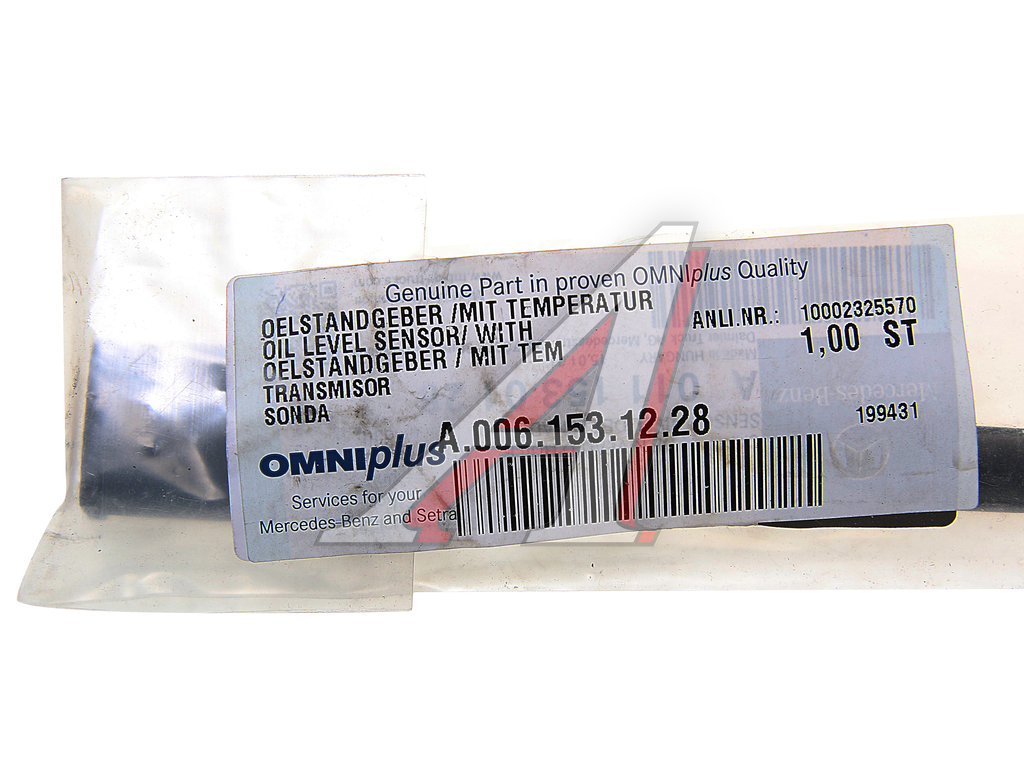 Genuine Part in proven OMNIplus Quality
OELSTANDGEBER /MIT TEMPERATUR
OIL LEVEL SENSOR/ WITH
OELSTANDGEBER / MIT TEM
TRANSMISOR
SONDA
ANLI.NR.: 10002325570
1,00 ST
199431
A.006.153.12.28
OMNIplus
Services for your
Mercedes-Benz and Setra